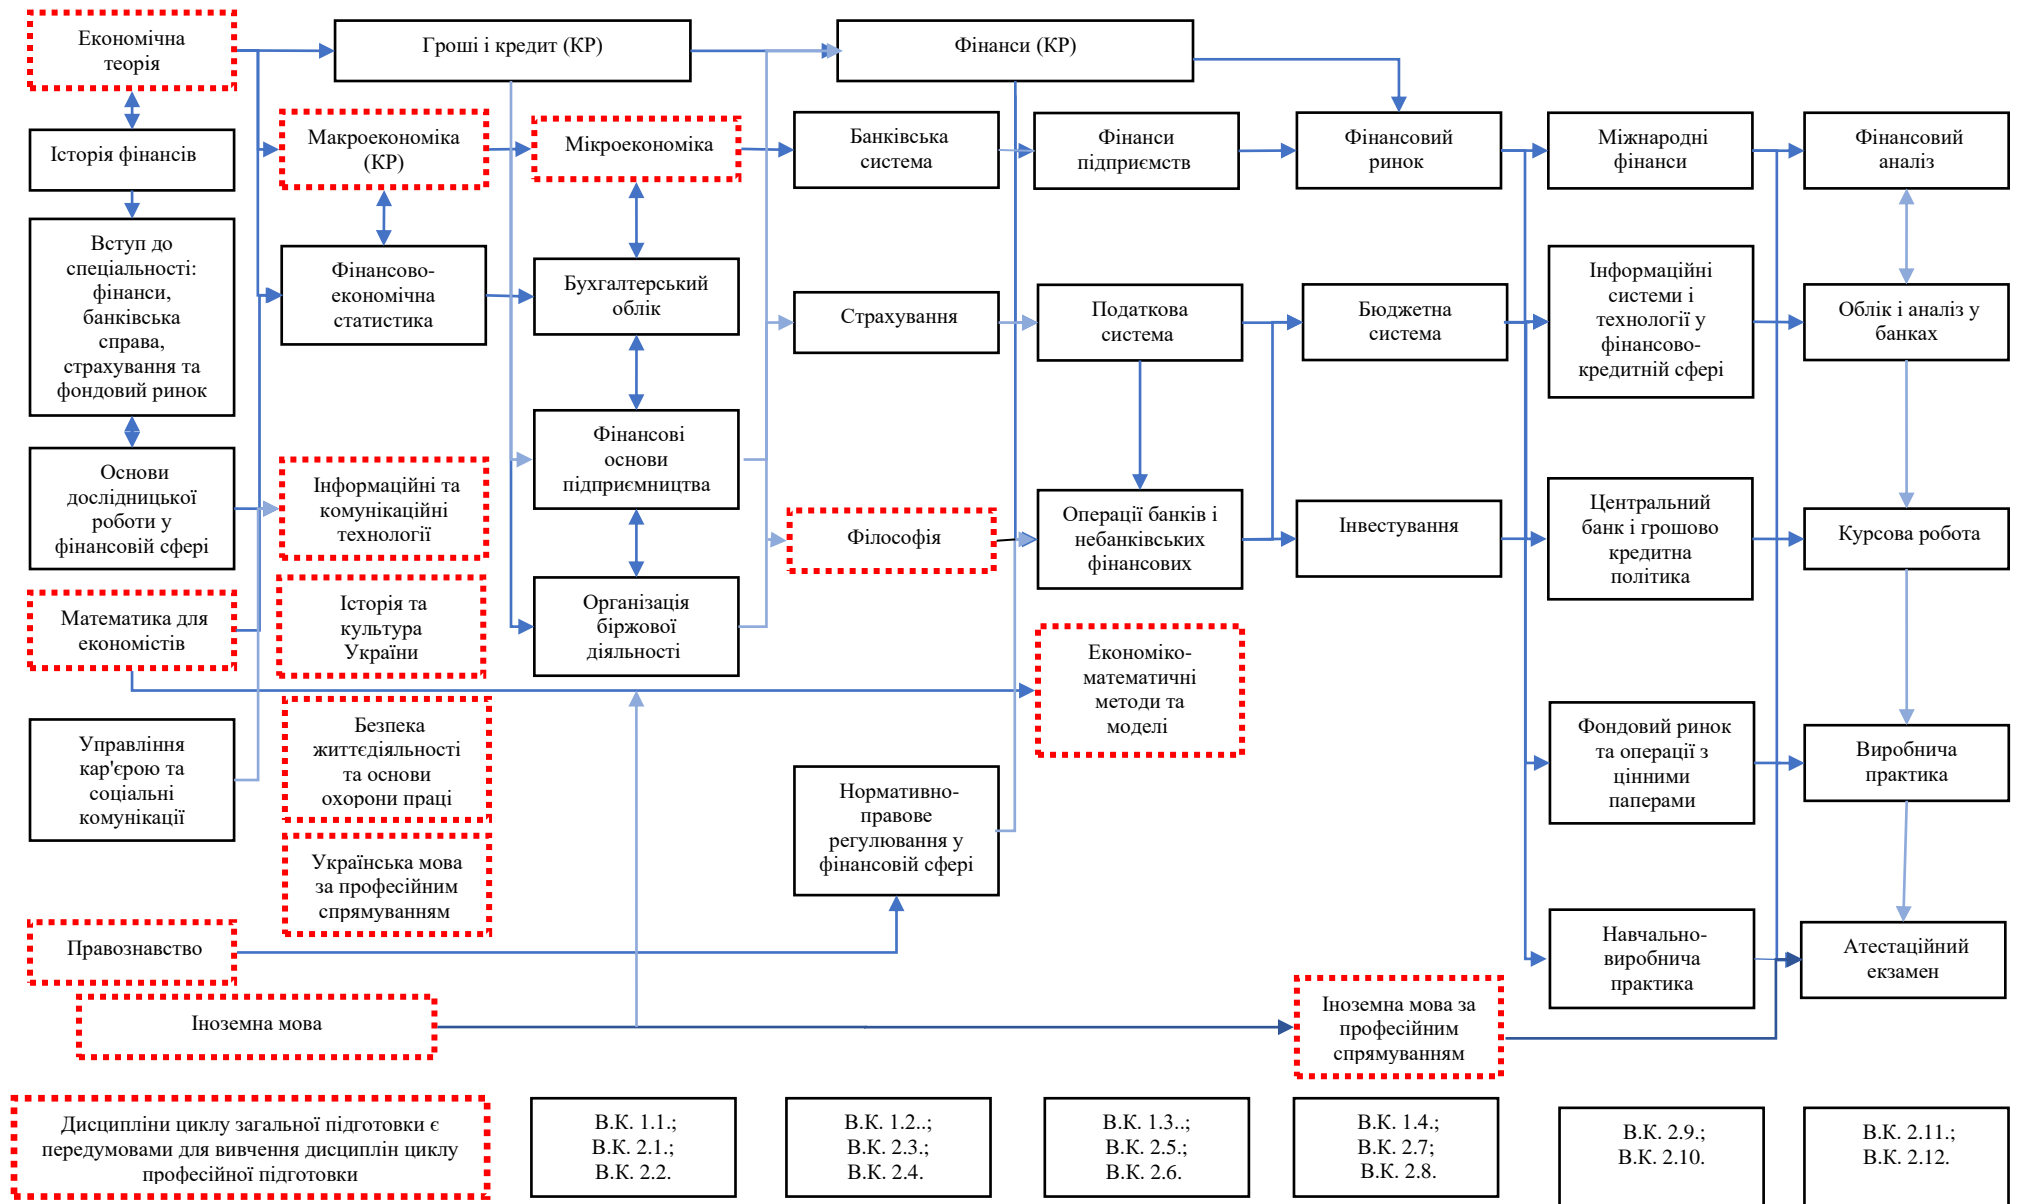 Економічна
теорія
Гроші і кредит (КР)
Фінанси (КР)
Історія фінансів
Макроекономіка
(КР)
Мікроекономіка
Банківська
система
Фінанси
підприємств
Фінансовий
ринок
Міжнародні
фінанси
Фінансовий
аналіз
Вступ до
спеціальності:
фінанси,
банківська
справа,
страхування та
фондовий ринок
Фінансово-
економічна
статистика
Бухгалтерський
облік
Страхування
Податкова
система
Бюджетна
система
Інформаційні
системи і
технології у
фінансово-
кредитній сфері
Облік і аналіз у
банках
Основи
дослідницької
роботи у
фінансовій сфері
Інформаційні та
комунікаційні
технології
Фінансові
основи
підприємництва
Філософія
Операції банків і
небанківських
фінансових
Інвестування
Центральний
банк і грошово
кредитна
політика
Курсова робота
Математика для
економістів
Історія та
культура
України
Організація
біржової
діяльності
Економіко-
математичні
методи та
моделі
Управління
кар'єрою та
соціальні
комунікації
Безпека
життєдіяльності
та основи
охорони праці
Нормативно-
правове
регулювання у
фінансовій сфері
Фондовий ринок
та операції з
цінними
паперами
Виробнича
практика
Українська мова
за професійним
спрямуванням
Правознавство
Навчально-
виробнича
практика
Атестаційний
екзамен
Іноземна мова
Іноземна мова за
професійним
спрямуванням
Дисципліни циклу загальної підготовки є
передумовами для вивчення дисциплін циклу
професійної підготовки
В.К. 1.1.;
В.К. 2.1.;
В.К. 2.2.
В.К. 1.2..;
В.К. 2.3.;
В.К. 2.4.
В.К. 1.3..;
В.К. 2.5.;
В.К. 2.6.
В.К. 1.4.;
В.К. 2.7;
В.К. 2.8.
В.К. 2.9.;
В.К. 2.10.
В.К. 2.11.;
В.К. 2.12.